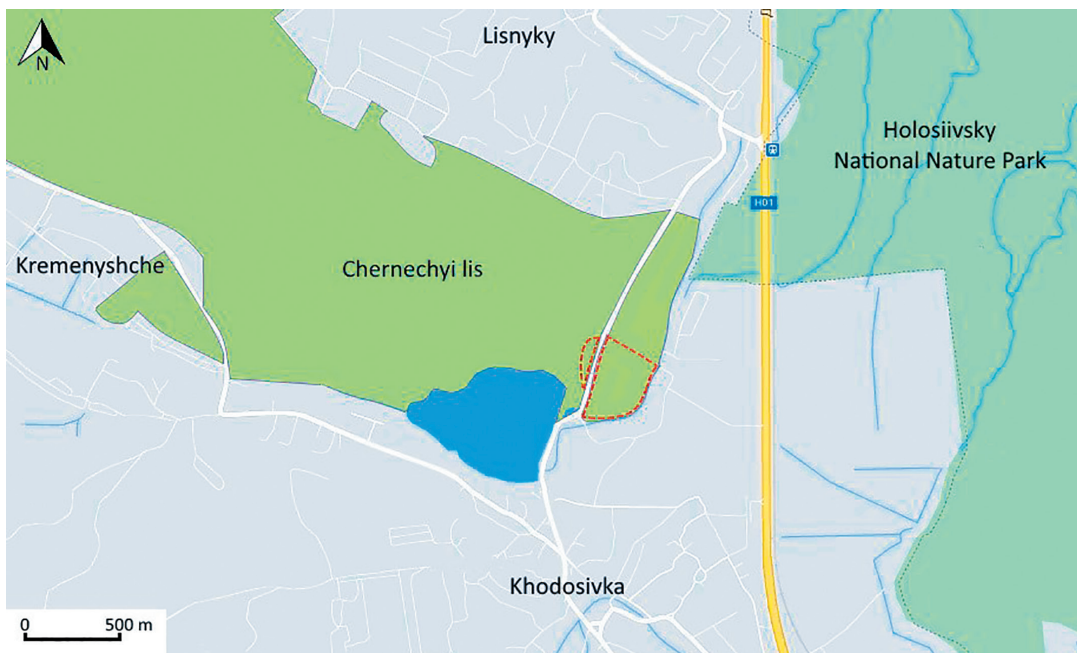 N
Lisnyky
Holosiivsky
National Nature Park
H01
Kremenyshche
Chernechyi lis
Khodosivka
0 500 m